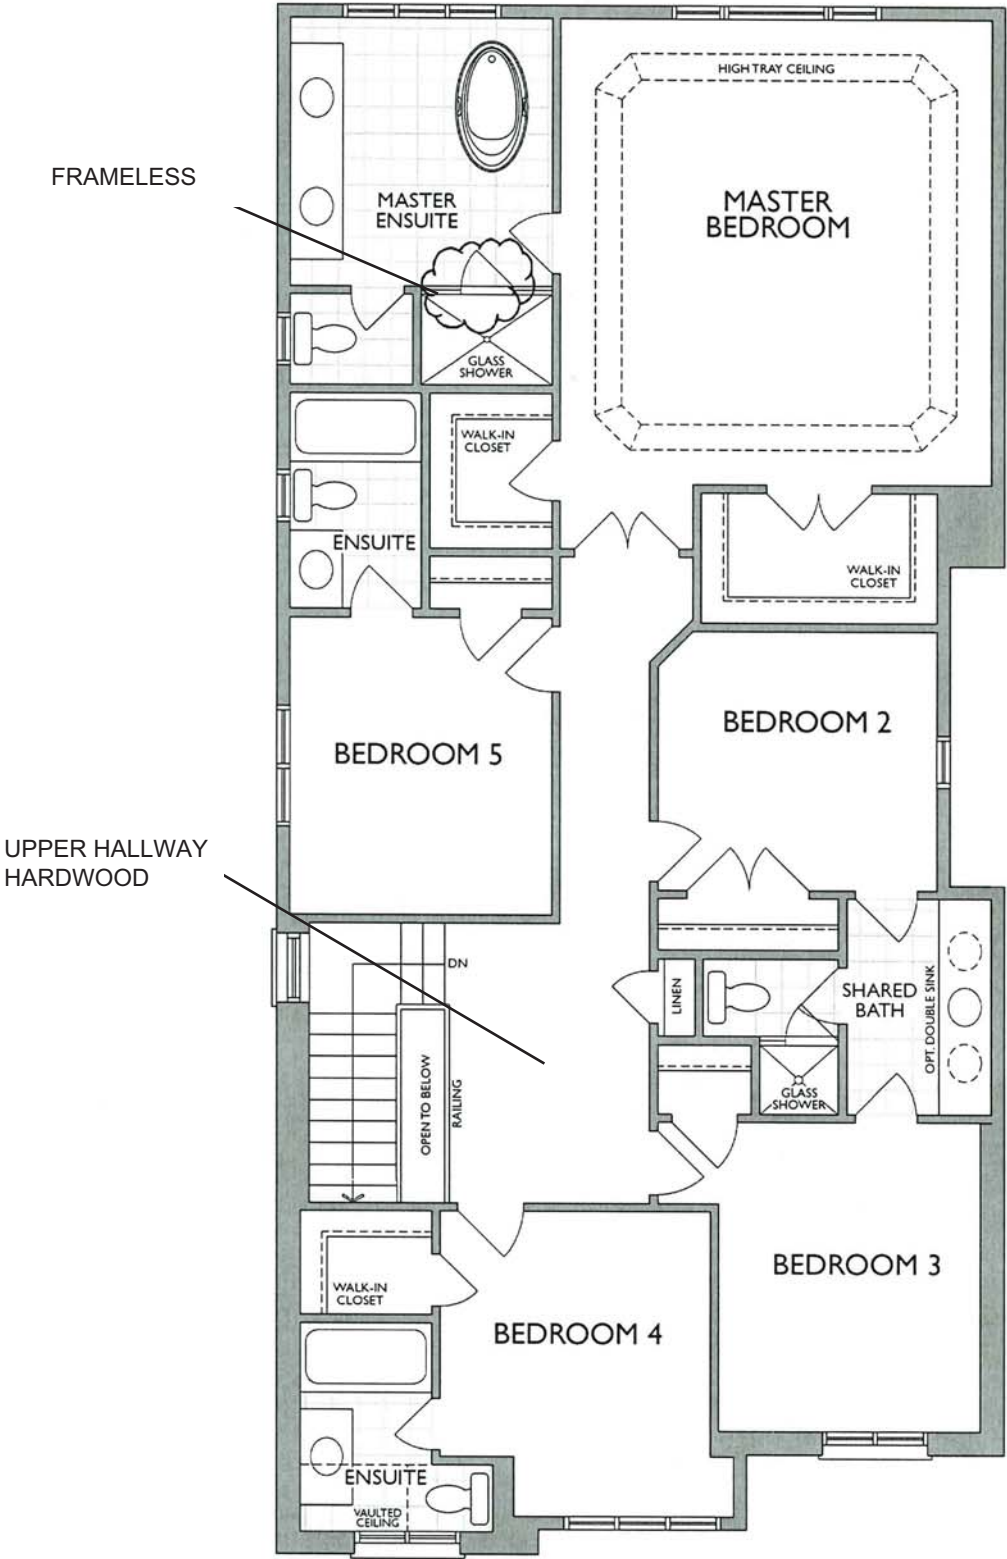 HIGH TRAY CEILING
FRAMELESS
MASTER
ENSUITE
MASTER
BEDROOM
GLASS
SHOWER
WALK-IN
CLOSET
ENSUITE
WALK-IN
CLOSET
BEDROOM 2
BEDROOM 5
UPPER HALLWAY
HARDWOOD
DN
LINEN
SHARED
BATH
OPT. DOUBLE SINK
OPEN TO BELOW
RAILING
GLASS
SHOWER
BEDROOM 3
WALK-IN
CLOSET
BEDROOM 4
ENSUITE
VAULTED
CEILING